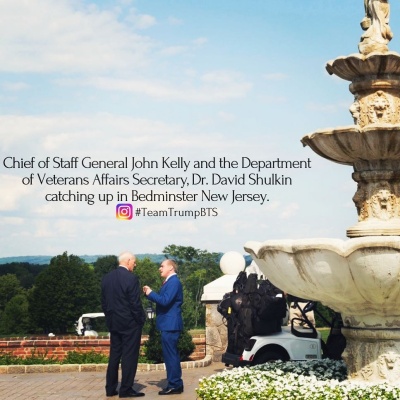 Chief of Staff General John Kelly and the Department
of Veterans Affairs Secretary, Dr. David Shulkin
catching up in Bedminster New Jersey.
#TeamTrumpBTS